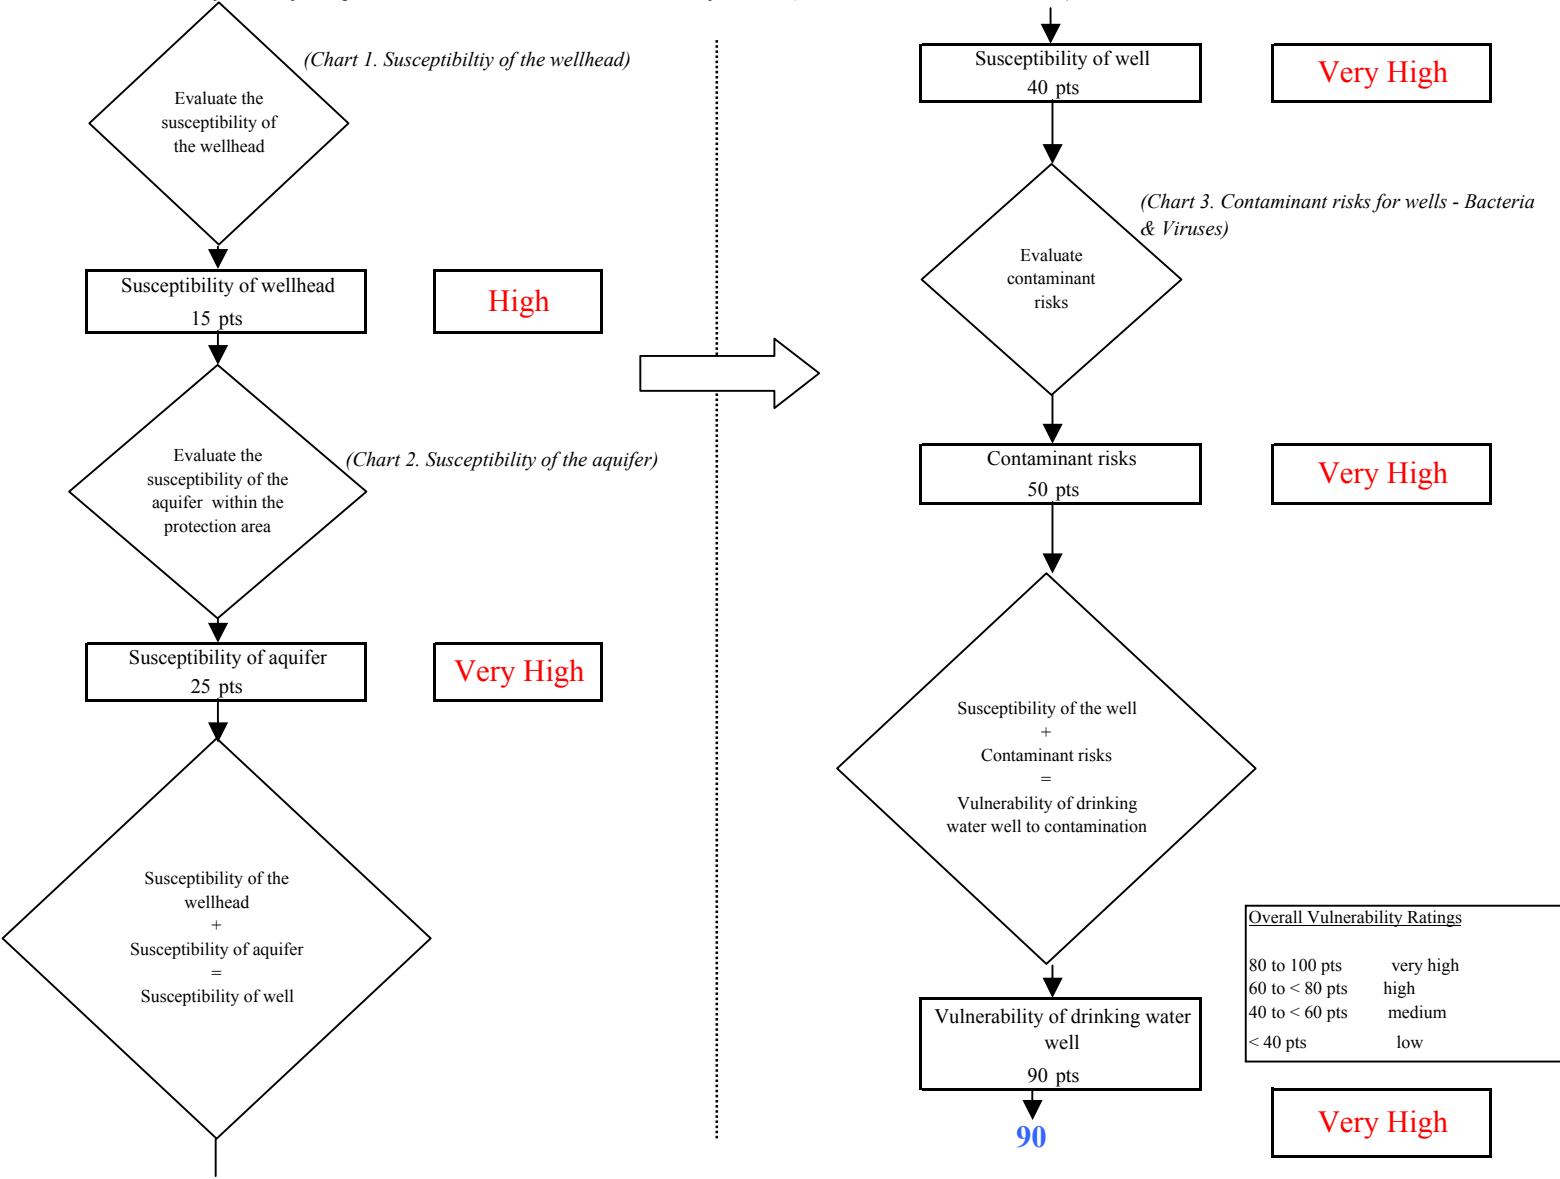 (Chart 1. Susceptibiltiy of the wellhead)
Evaluate the
susceptibility of
the wellhead
Susceptibility of wellhead
15 pts
High
(Chart 2. Susceptibility of the aquifer)
Evaluate the
susceptibility of the
aquifer within the
protection area
Susceptibility of aquifer
25 pts
Very High
Susceptibility of the
wellhead
+
Susceptibility of aquifer
=
Susceptibility of well
Susceptibility of well
40 pts
Very High
(Chart 3. Contaminant risks for wells - Bacteria
& Viruses)
Evaluate
contaminant
risks
Contaminant risks
50 pts
Very High
Susceptibility of the well
+
Contaminant risks
=
Vulnerability of drinking
water well to contamination
Overall Vulnerability Ratings
80 to 100 pts very high
60 to < 80 pts high
40 to < 60 pts medium
< 40 pts low
Vulnerability of drinking water
well
90 pts
90
Very High